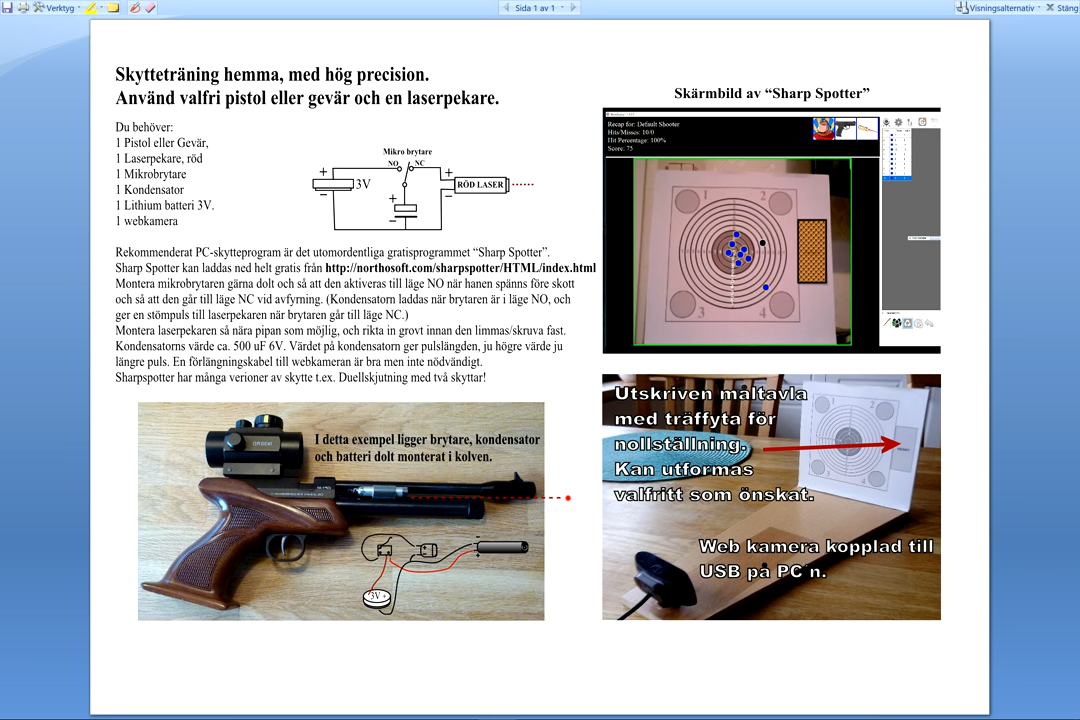 Verktyg
Sida 1 av 1
Visningsalternativ
Stäng
Skytteträning hemma, med hög precision.
Använd valfri pistol eller gevär och en laserpekare.
Du behöver:
1 Pistol eller Gevär,
1 Laserpekare, röd
1 Mikrobrytare
1 Kondensator
1 Lithium batteri 3V.
1 webkamera
Mikro brytare
NO
NC
+
3V
−
+
−
+
RÖD LASER
−
Rekommenderat PC-skytteprogram är det utomordentliga gratisprogrammet “Sharp Spotter”.
Sharp Spotter kan laddas ned helt gratis från http://northosoft.com/sharpspotter/HTML/index.html
Montera mikrobrytaren gärna dolt och så att den aktiveras till läge NO när hanen spänns före skott
och så att den går till läge NC vid avfyrning. (Kondensatorn laddas när brytaren är i läge NO, och
ger en stömpuls till laserpekaren när brytaren går till läge NC.)
Montera laserpekaren så nära pipan som möjlig, och rikta in grovt innan den limmas/skruva fast.
Kondensatorns värde ca. 500 uF 6V. Värdet på kondensatorn ger pulslängden, ju högre värde ju
längre puls. En förlängningskabel till webkameran är bra men inte nödvändigt.
Sharpspotter har många verioner av skytte t.ex. Duellskjutning med två skyttar!
I detta exempel ligger brytare, kondensator
och batteri dolt monterat i kolven.
3V +
Skärmbild av “Sharp Spotter”
Recap for: Default Shooter
Hits/Misses: 10/0
Hit Percentage: 100%
Score: 75
1
2
3
4
Utskriven måltavla
med träffyta för
nollställning.
Kan utformas
valfritt som önskat.
1
2
4
Web kamera kopplad till
USB på PC´n.